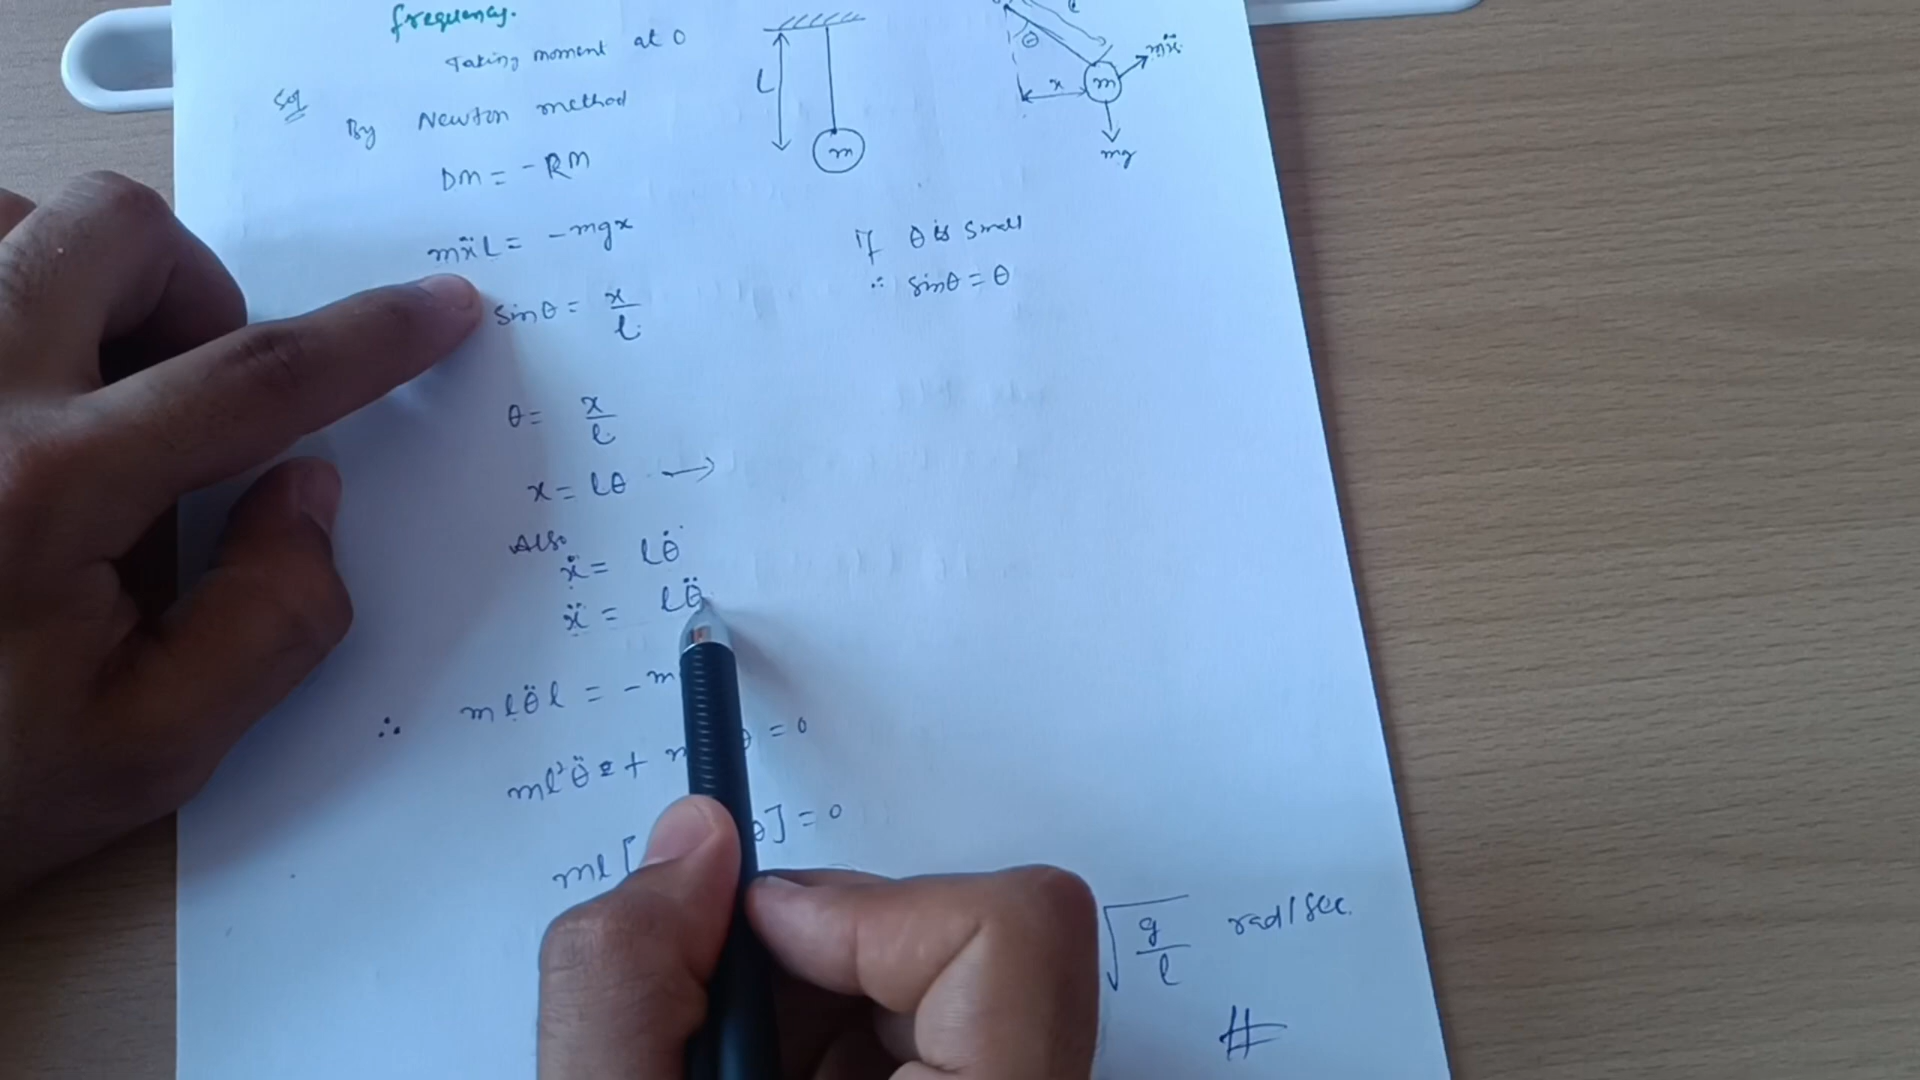 frequency.
Taking moment at O
Sol
By Newton method
DM = -RM
mẍL = -mgx
sinθ = x/l.
θ = x/l
x = lθ →
Also
ẋ = lθ̇
ẍ = lθ̈
∴ mlθ̈l = -m
ml²θ̈ + m θ = 0
ml [ θ] = 0
√(g/l) rad/sec.
L
m
θ
l
x
m
mẍ
mg
If θ is small
∴ sinθ = θ